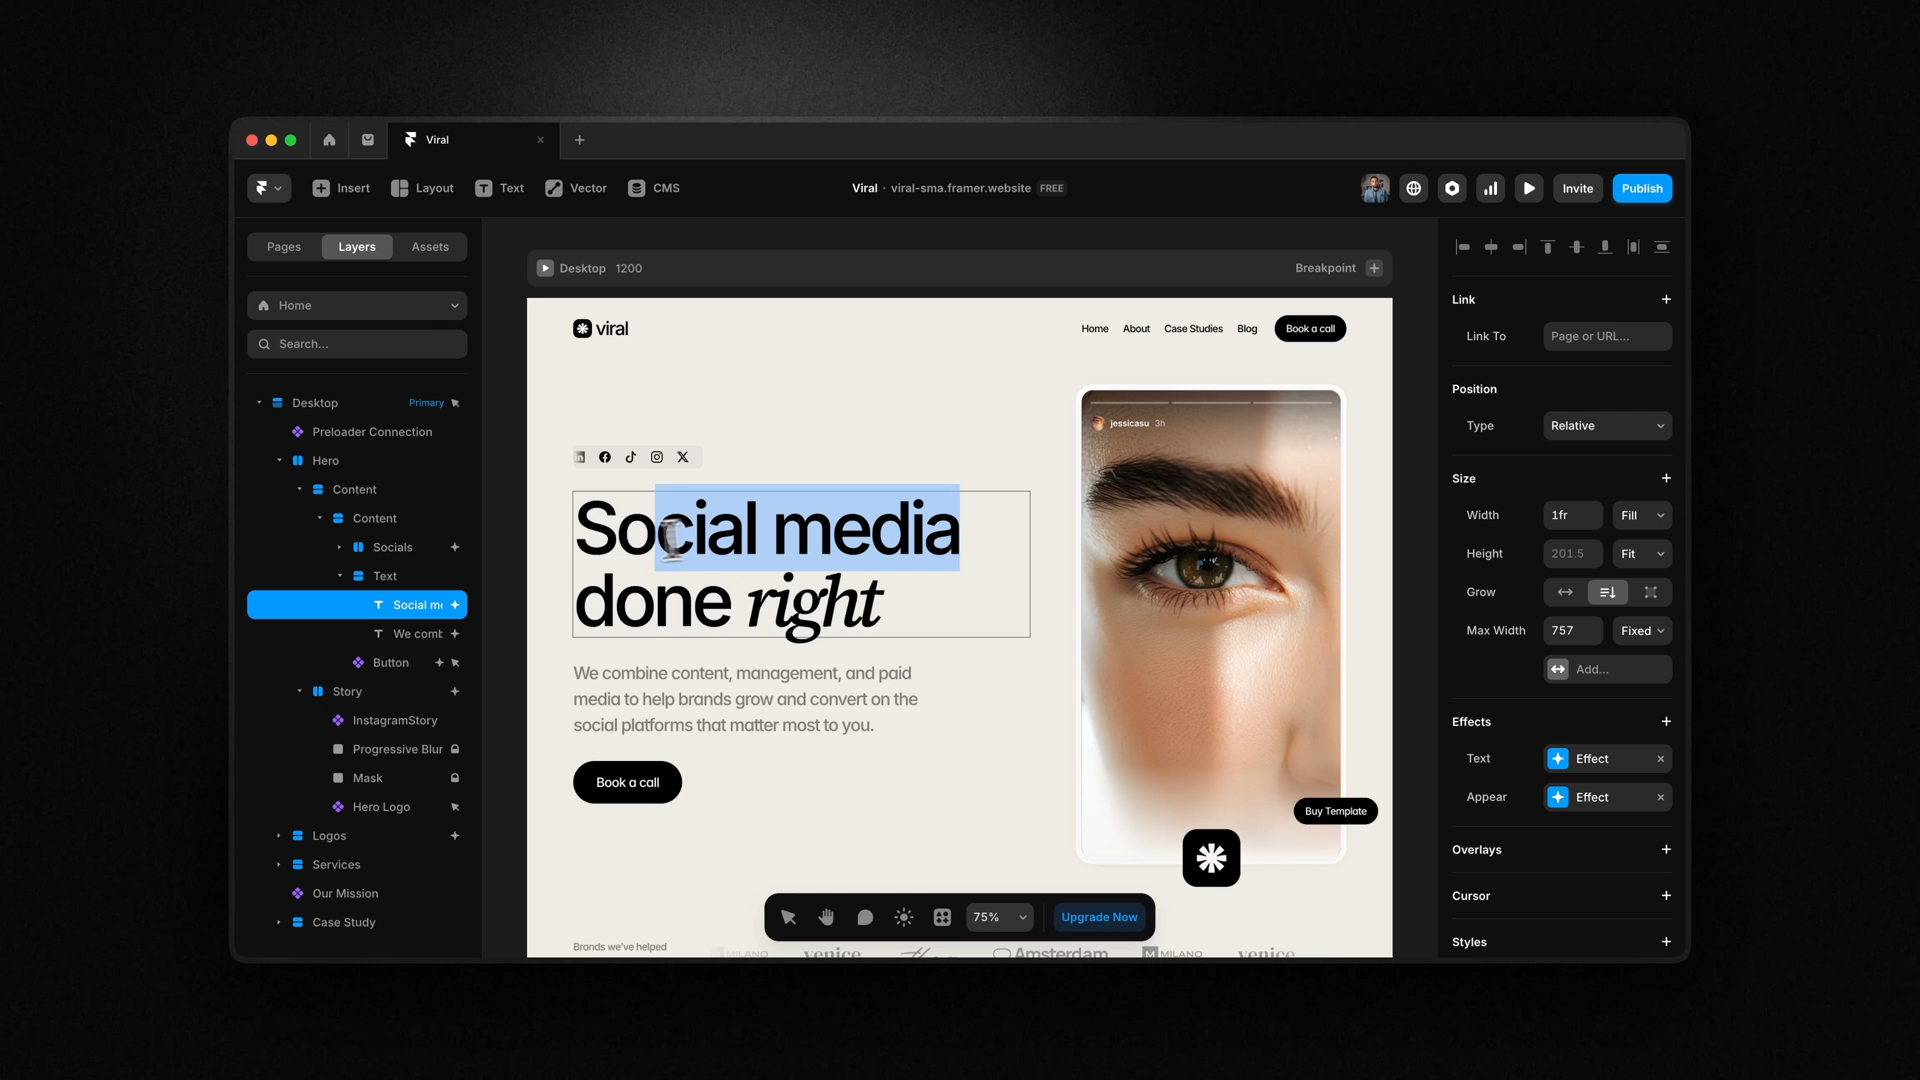 Viral
Insert
Layout
Text
Vector
CMS
Viral · viral-sma.framer.website FREE
Invite
Publish
Pages
Layers
Assets
Home
Search...
Desktop
Primary
Preloader Connection
Hero
Content
Content
Socials
Text
Social me
We comb
Button
Story
InstagramStory
Progressive Blur
Mask
Hero Logo
Logos
Services
Our Mission
Case Study
Desktop 1200
Breakpoint
viral
Home
About
Case Studies
Blog
Book a call
in
jessicasu 3h
Social media
done right
We combine content, management, and paid
media to help brands grow and convert on the
social platforms that matter most to you.
Book a call
Buy Template
75%
Upgrade Now
Brands we've helped
MILANO
venice
Amsterdam
MILANO
venice
Link
Link To
Page or URL...
Position
Type
Relative
Size
Width
1fr
Fill
Height
201.5
Fit
Grow
Max Width
757
Fixed
Add...
Effects
Text
Effect
Appear
Effect
Overlays
Cursor
Styles